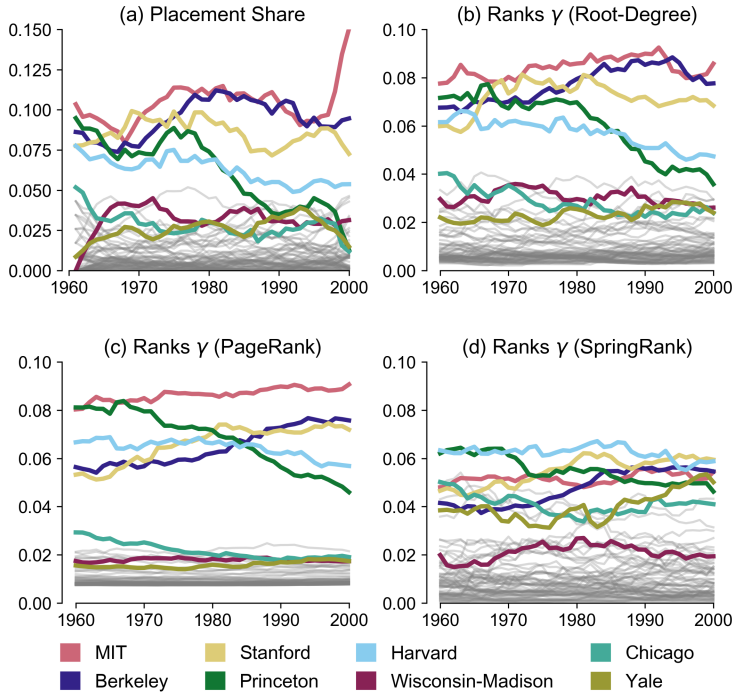 (a) Placement Share
0.150
0.125
0.100
0.075
0.050
0.025
0.000
1960 1970 1980 1990 2000
(b) Ranks γ (Root-Degree)
0.10
0.08
0.06
0.04
0.02
0.00
1960 1970 1980 1990 2000
(c) Ranks γ (PageRank)
0.10
0.08
0.06
0.04
0.02
0.00
1960 1970 1980 1990 2000
(d) Ranks γ (SpringRank)
0.10
0.08
0.06
0.04
0.02
0.00
1960 1970 1980 1990 2000
MIT Stanford Harvard Chicago
Berkeley Princeton Wisconsin-Madison Yale